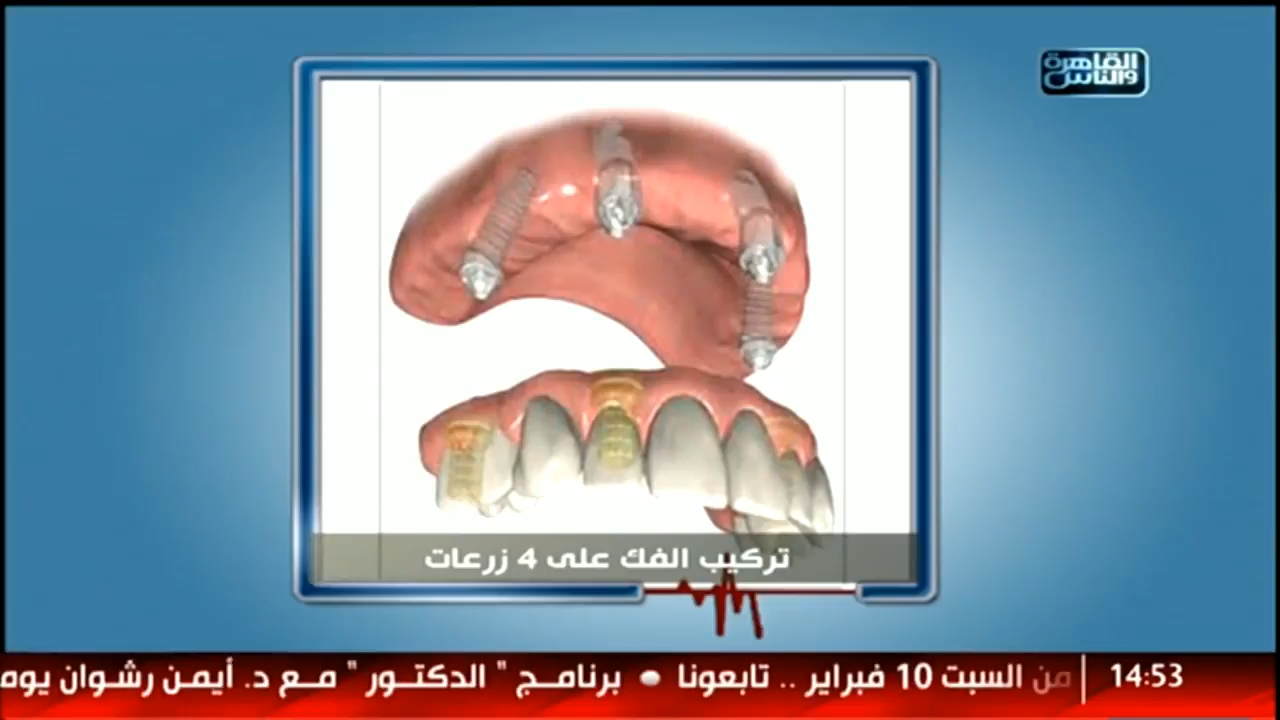 القاهرة
والناس
تركيب الفك على 4 زرعات
14:53
من السبت 10 فبراير .. تابعونا • برنامج " الدكتور " مع د. أيمن رشوان يوم